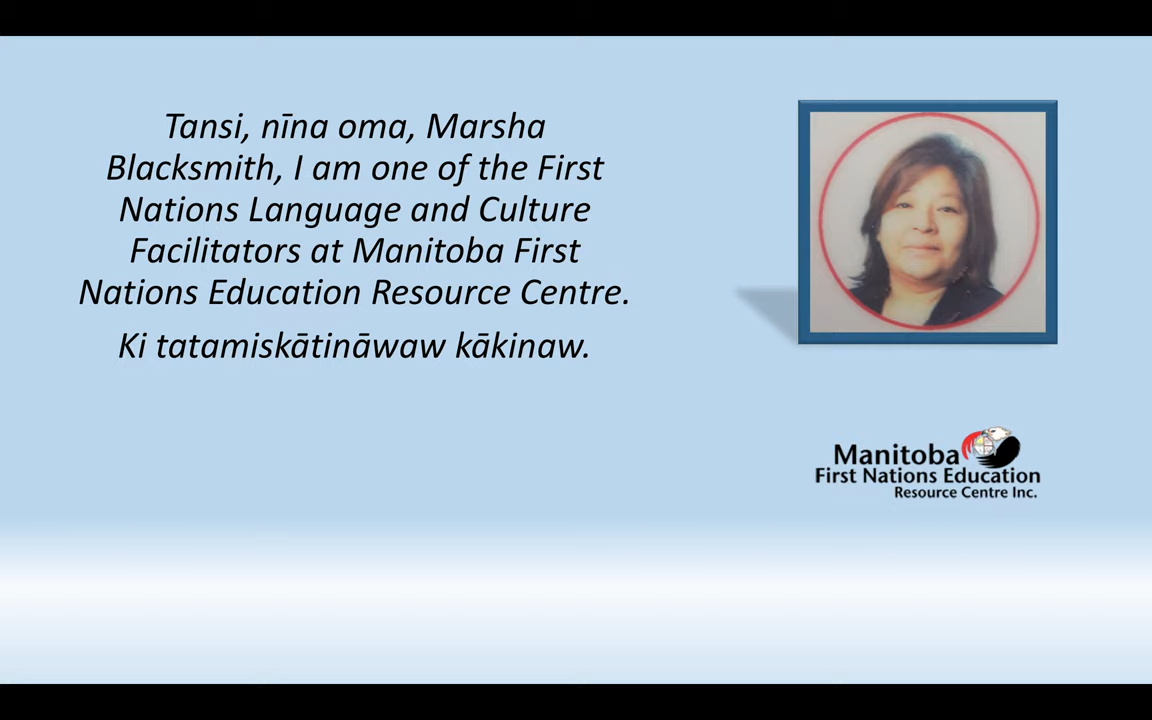 Tansi, nīna oma, Marsha
Blacksmith, I am one of the First
Nations Language and Culture
Facilitators at Manitoba First
Nations Education Resource Centre.
Ki tatamiskātināwaw kākinaw.
Manitoba
First Nations Education
Resource Centre Inc.